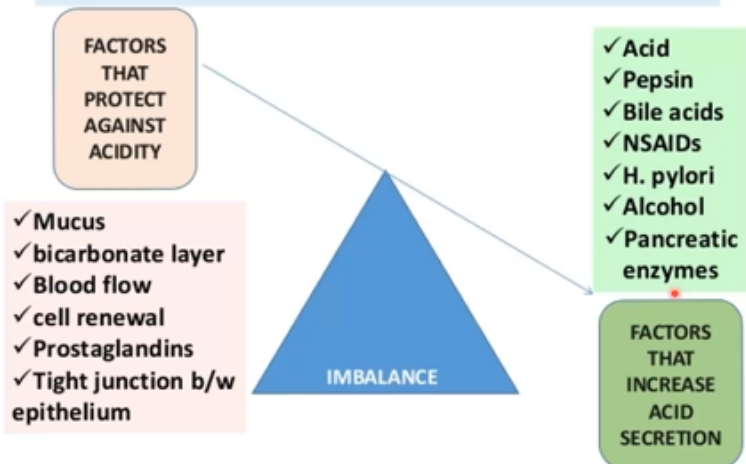 FACTORS
THAT
PROTECT
AGAINST
ACIDITY
✓Mucus
✓bicarbonate layer
✓Blood flow
✓cell renewal
✓Prostaglandins
✓Tight junction b/w
epithelium
IMBALANCE
✓Acid
✓Pepsin
✓Bile acids
✓NSAIDs
✓H. pylori
✓Alcohol
✓Pancreatic
enzymes
FACTORS
THAT
INCREASE
ACID
SECRETION